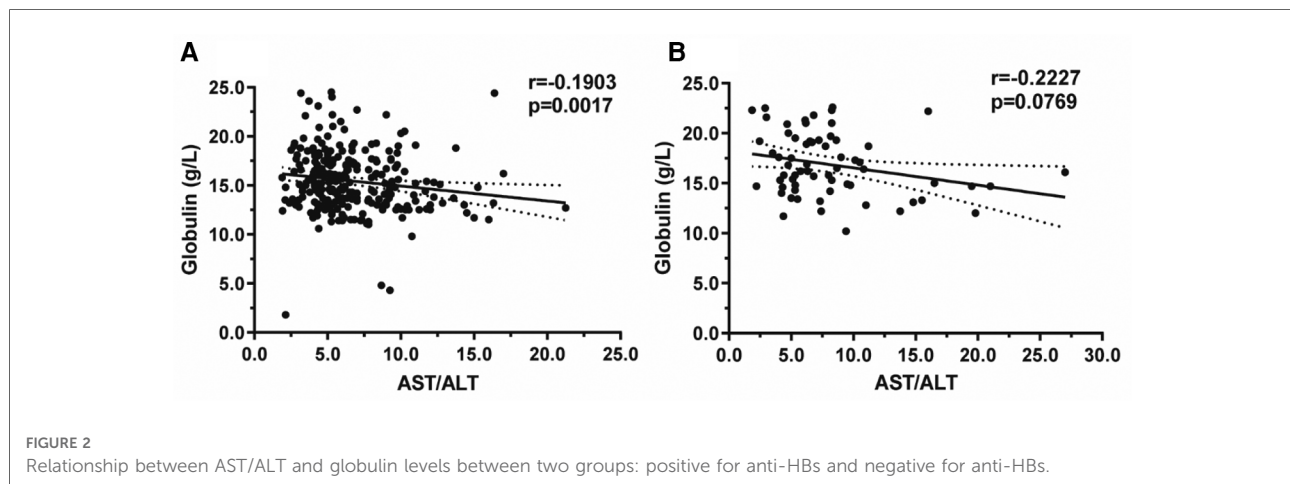 A
B
r=-0.1903
p=0.0017
r=-0.2227
p=0.0769
Globulin (g/L)
25.0
20.0
15.0
10.0
5.0
0.0
0.0 5.0 10.0 15.0 20.0 25.0
AST/ALT
Globulin (g/L)
25.0
20.0
15.0
10.0
5.0
0.0
0.0 5.0 10.0 15.0 20.0 25.0 30.0
AST/ALT
FIGURE 2
Relationship between AST/ALT and globulin levels between two groups: positive for anti-HBs and negative for anti-HBs.